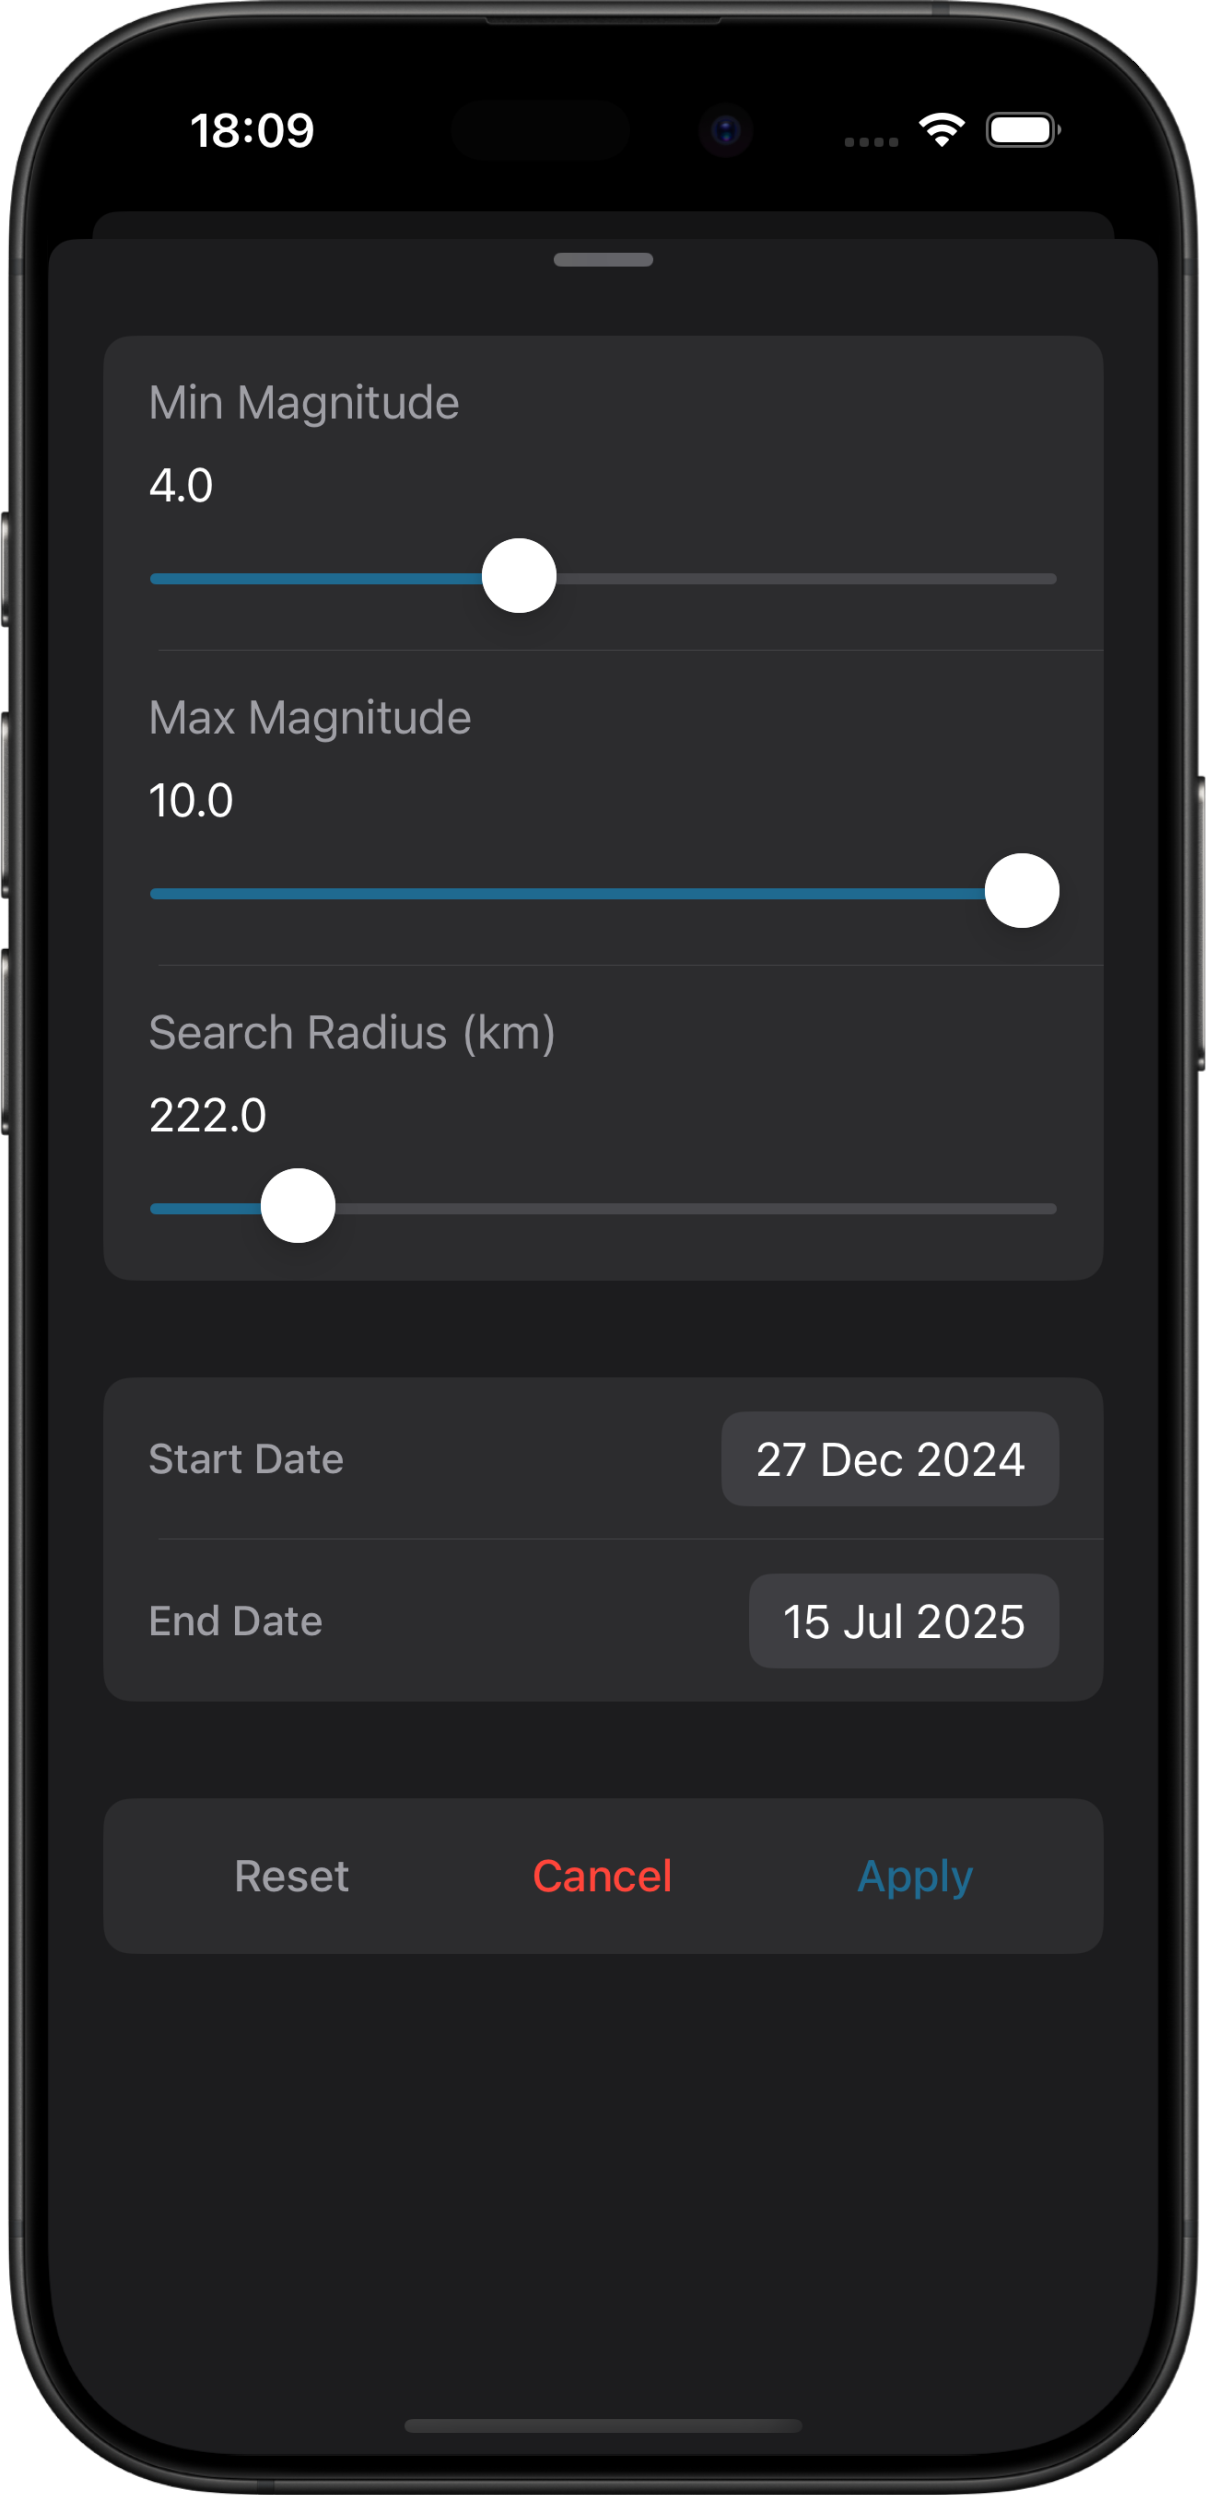 18:09
Min Magnitude
4.0
Max Magnitude
10.0
Search Radius (km)
222.0
Start Date 27 Dec 2024
End Date 15 Jul 2025
Reset Cancel Apply